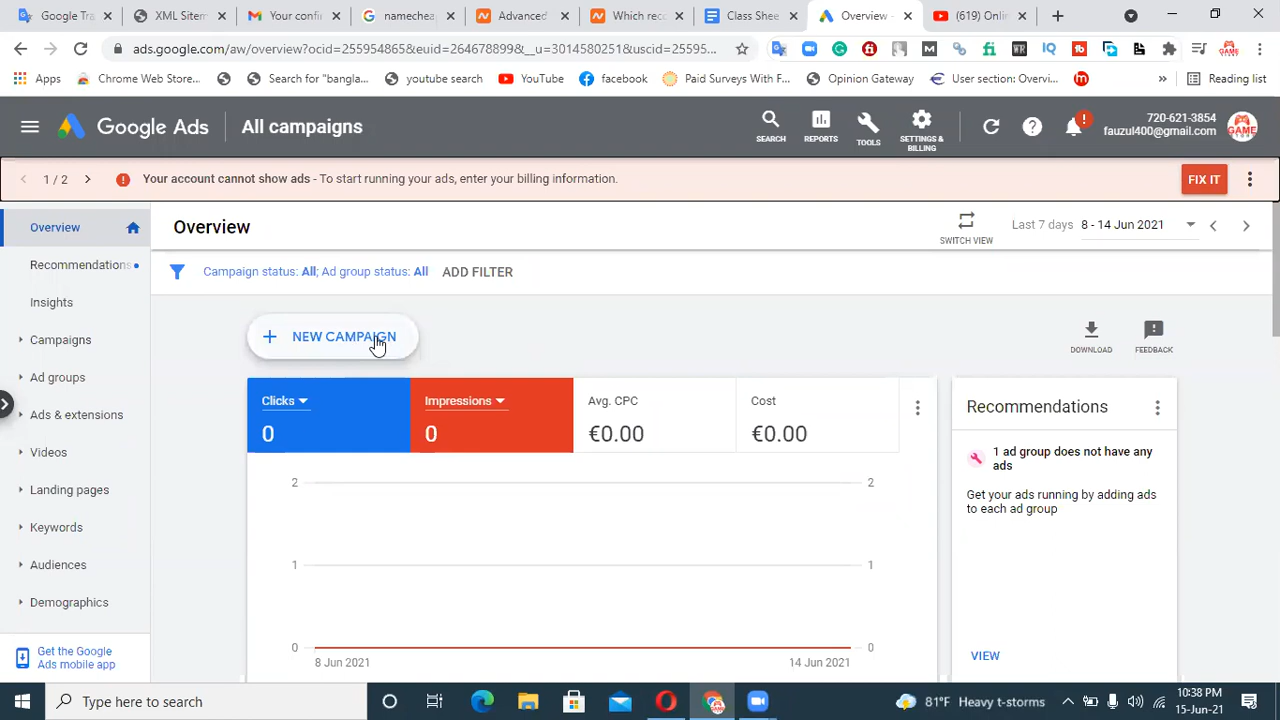 Google Tra
XML Sitem
Your confi
namechea
Advanced
Which rec
Class Shee
Overview -
(619) Onli
ads.google.com/aw/overview?ocid=255954865&euid=264678899&__u=3014580251&uscid=25595...
Apps
Chrome Web Store...
Search for "bangla...
youtube search
YouTube
facebook
Paid Surveys With F...
Opinion Gateway
User section: Overvi...
Reading list
Google Ads
All campaigns
SEARCH
REPORTS
TOOLS
SETTINGS & BILLING
720-621-3854
fauzul400@gmail.com
1 / 2
Your account cannot show ads - To start running your ads, enter your billing information.
FIX IT
Overview
Recommendations
Insights
Campaigns
Ad groups
Ads & extensions
Videos
Landing pages
Keywords
Audiences
Demographics
Get the Google
Ads mobile app
Overview
SWITCH VIEW
Last 7 days 8 - 14 Jun 2021
Campaign status: All; Ad group status: All ADD FILTER
NEW CAMPAIGN
DOWNLOAD
FEEDBACK
Clicks
0
Impressions
0
Avg. CPC
€0.00
Cost
€0.00
2 2
1 1
0 0
8 Jun 2021 14 Jun 2021
Recommendations
1 ad group does not have any
ads
Get your ads running by adding ads
to each ad group
VIEW
Type here to search
81°F Heavy t-storms
10:38 PM
15-Jun-21